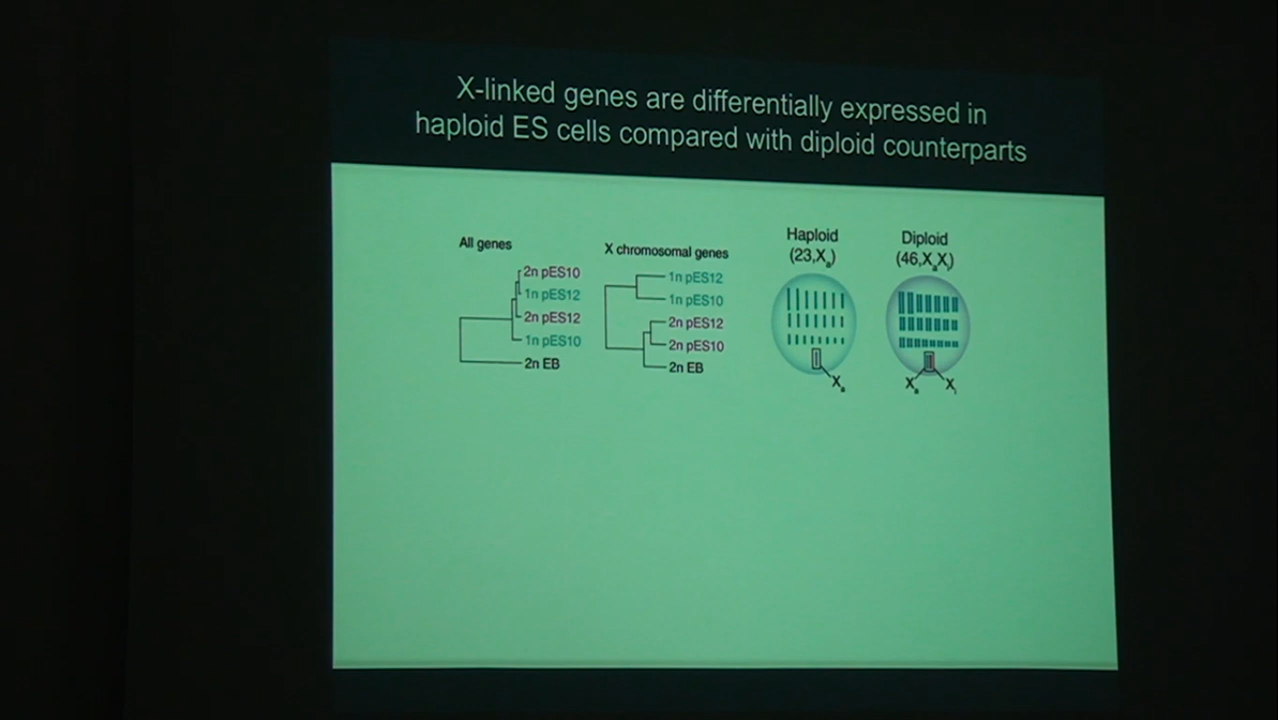 X-linked genes are differentially expressed in
haploid ES cells compared with diploid counterparts
All genes
2n pES10
1n pES12
2n pES12
1n pES10
2n EB
X chromosomal genes
1n pES12
1n pES10
2n pES12
2n pES10
2n EB
Haploid
(23,Xa)
Xa
Diploid
(46,XaXi)
Xa
Xi